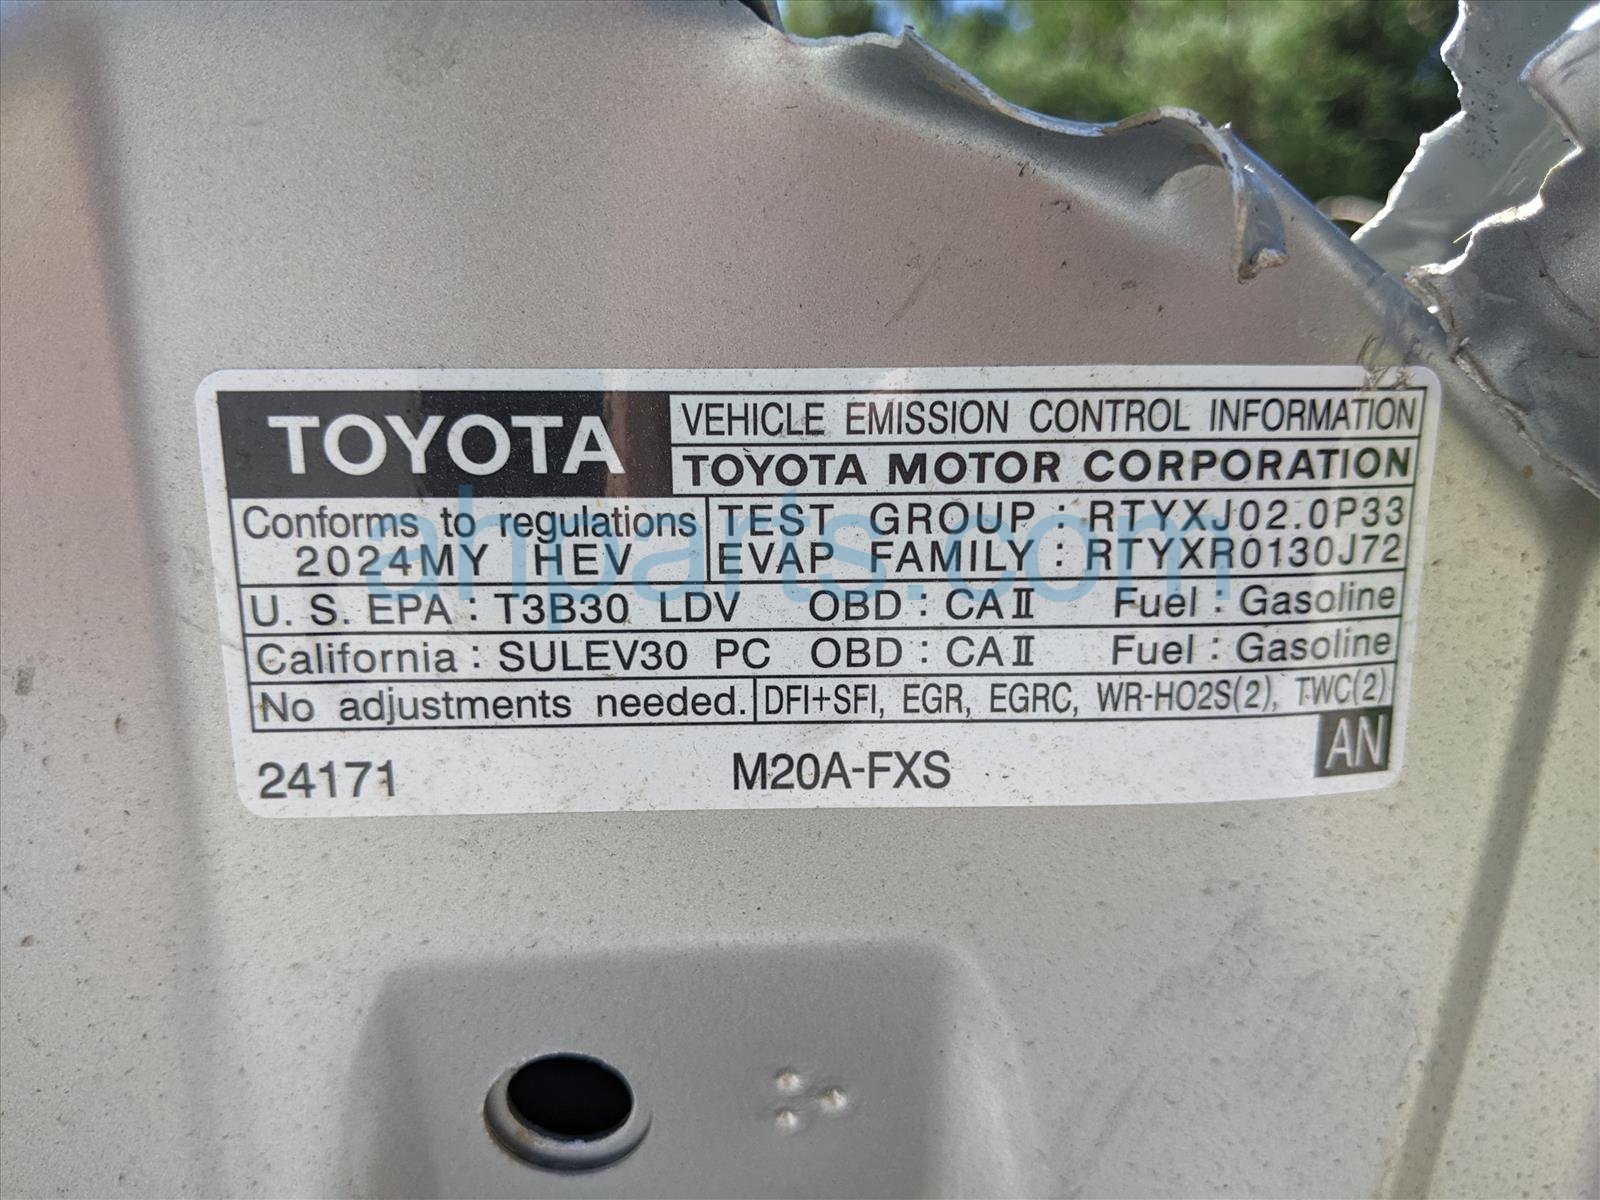 TOYOTA
VEHICLE EMISSION CONTROL INFORMATION
TOYOTA MOTOR CORPORATION
Conforms to regulations
2024MY HEV
TEST GROUP : RTYXJ02.0P33
EVAP FAMILY : RTYXR0130J72
U. S. EPA : T3B30 LDV OBD : CAⅡ Fuel : Gasoline
California : SULEV30 PC OBD : CAⅡ Fuel : Gasoline
No adjustments needed.
DFI+SFI, EGR, EGRC, WR-HO2S(2), TWC(2)
AN
24171
M20A-FXS
ahparts.com